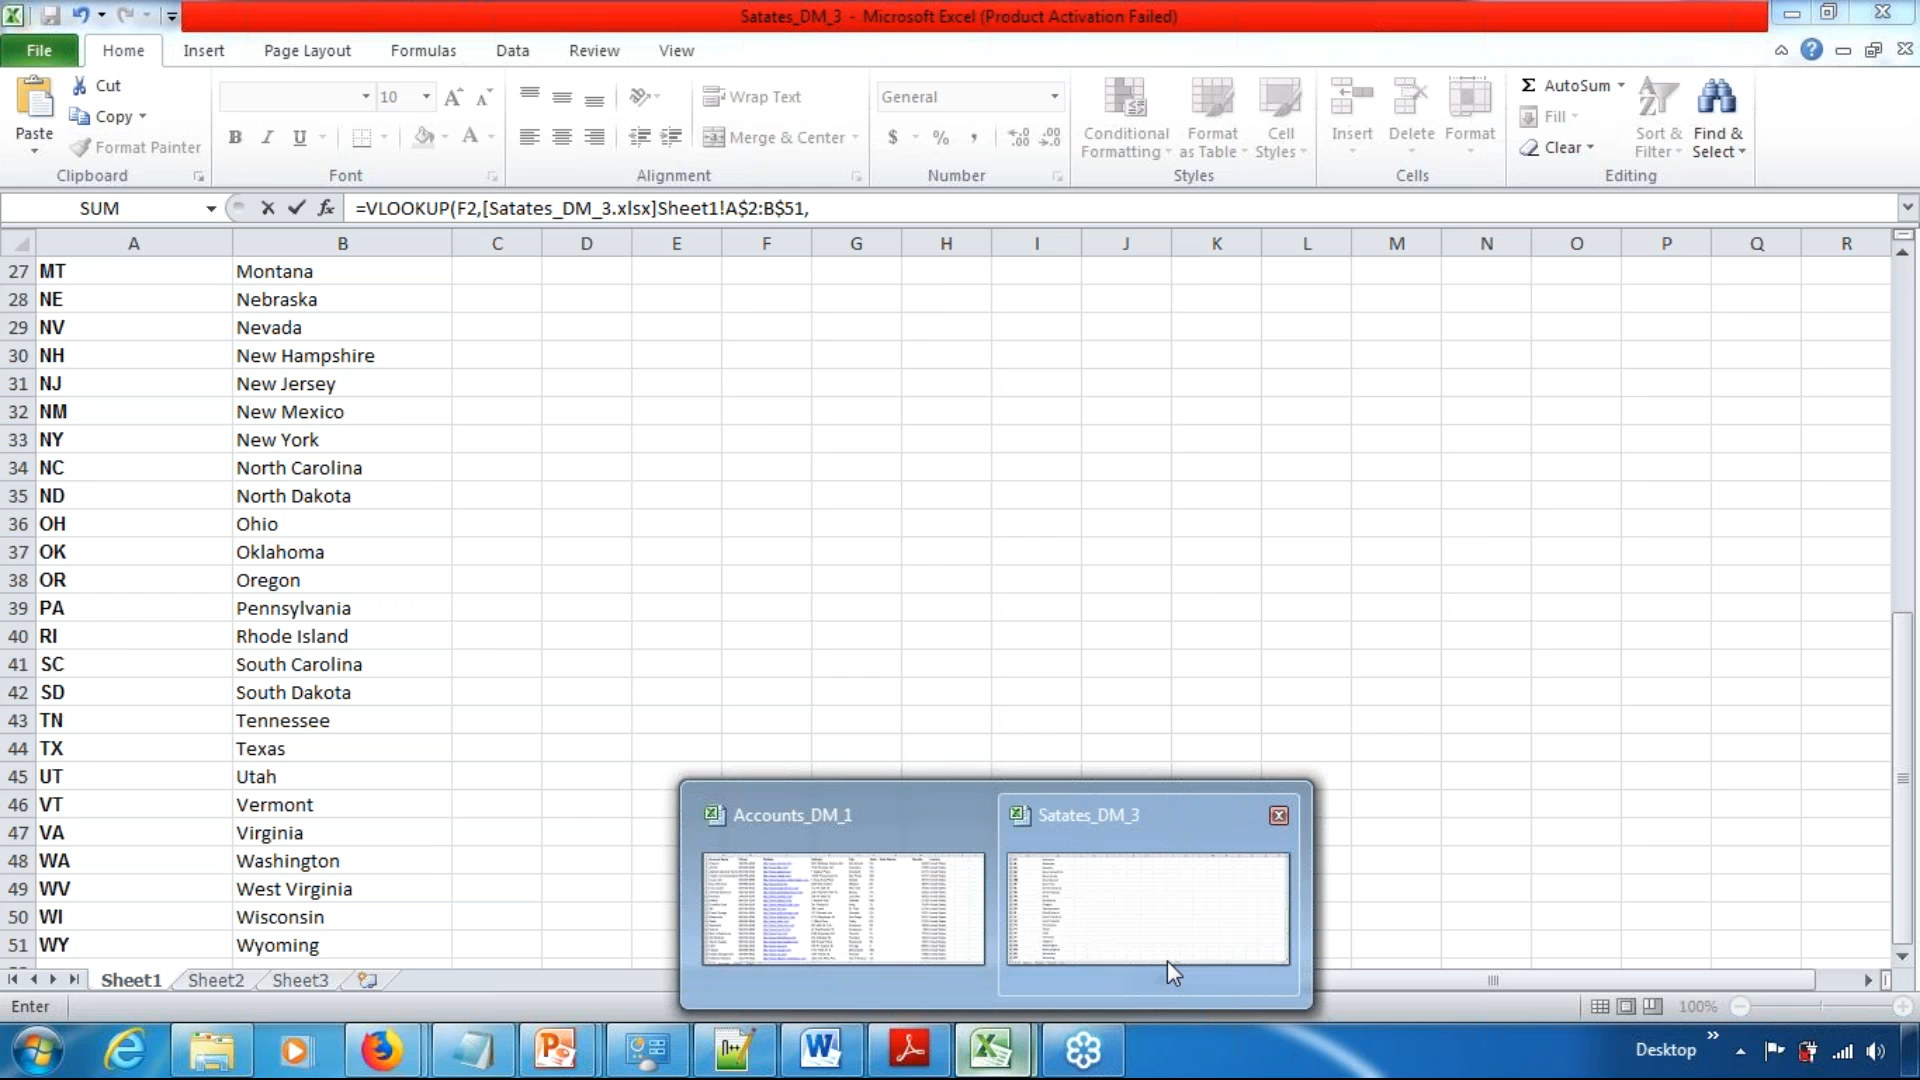 Satates_DM_3 - Microsoft Excel (Product Activation Failed)
File Home Insert Page Layout Formulas Data Review View
Paste
Cut
Copy
Format Painter
Clipboard
10
B I U
A
Font
Wrap Text
Merge & Center
Alignment
General
$ % ,
Number
Conditional Formatting
Format as Table
Cell Styles
Styles
Insert
Delete
Format
Cells
Σ AutoSum
Fill
Clear
Sort & Filter
Find & Select
Editing
SUM
=VLOOKUP(F2,[Satates_DM_3.xlsx]Sheet1!A$2:B$51,
A B C D E F G H I J K L M N O P Q R
27 MT Montana
28 NE Nebraska
29 NV Nevada
30 NH New Hampshire
31 NJ New Jersey
32 NM New Mexico
33 NY New York
34 NC North Carolina
35 ND North Dakota
36 OH Ohio
37 OK Oklahoma
38 OR Oregon
39 PA Pennsylvania
40 RI Rhode Island
41 SC South Carolina
42 SD South Dakota
43 TN Tennessee
44 TX Texas
45 UT Utah
46 VT Vermont
47 VA Virginia
48 WA Washington
49 WV West Virginia
50 WI Wisconsin
51 WY Wyoming
Accounts_DM_1
Satates_DM_3
Sheet1 Sheet2 Sheet3
Enter
100%
Desktop